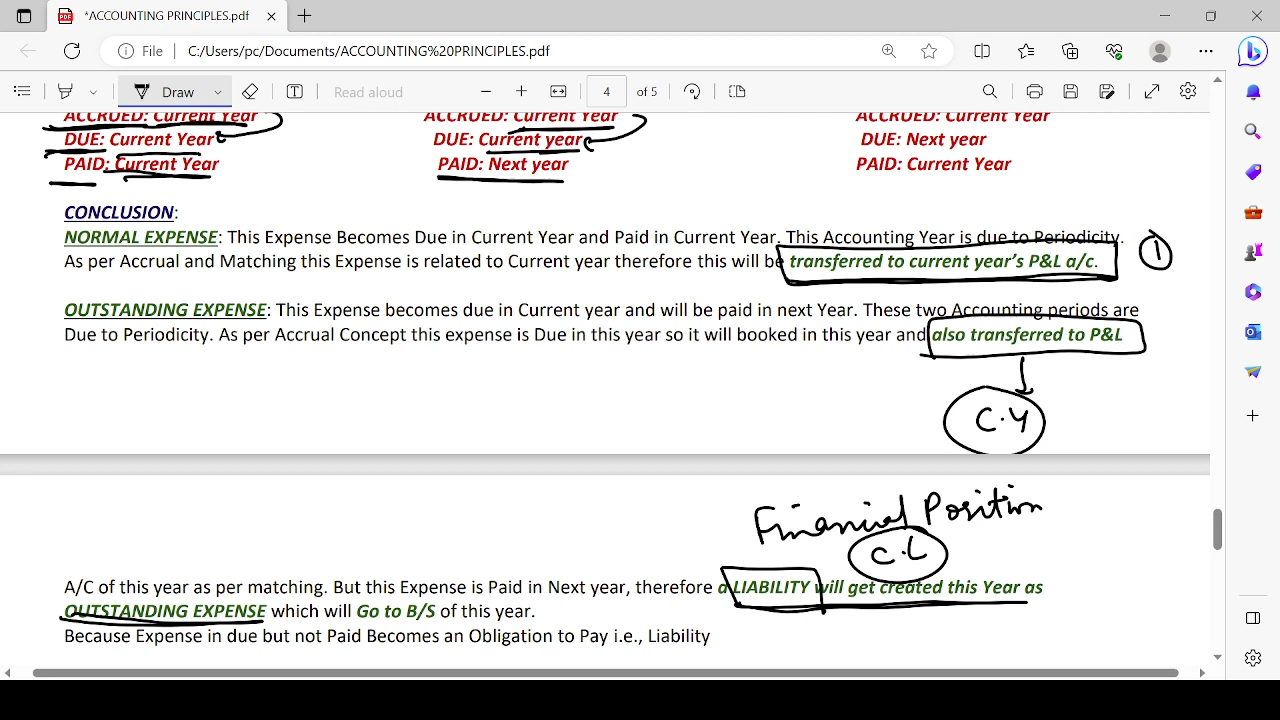 *ACCOUNTING PRINCIPLES.pdf
File C:/Users/pc/Documents/ACCOUNTING%20PRINCIPLES.pdf
Draw Read aloud 4 of 5
ACCRUED: Current Year ACCRUED: Current Year ACCRUED: Current Year
DUE: Current Year DUE: Current year DUE: Next year
PAID: Current Year PAID: Next year PAID: Current Year
CONCLUSION:
NORMAL EXPENSE: This Expense Becomes Due in Current Year and Paid in Current Year. This Accounting Year is due to Periodicity.
As per Accrual and Matching this Expense is related to Current year therefore this will be transferred to current year's P&L a/c.
1
OUTSTANDING EXPENSE: This Expense becomes due in Current year and will be paid in next Year. These two Accounting periods are
Due to Periodicity. As per Accrual Concept this expense is Due in this year so it will booked in this year and also transferred to P&L
C.Y
Financial Position
C.L
A/C of this year as per matching. But this Expense is Paid in Next year, therefore a LIABILITY will get created this Year as
OUTSTANDING EXPENSE which will Go to B/S of this year.
Because Expense in due but not Paid Becomes an Obligation to Pay i.e., Liability